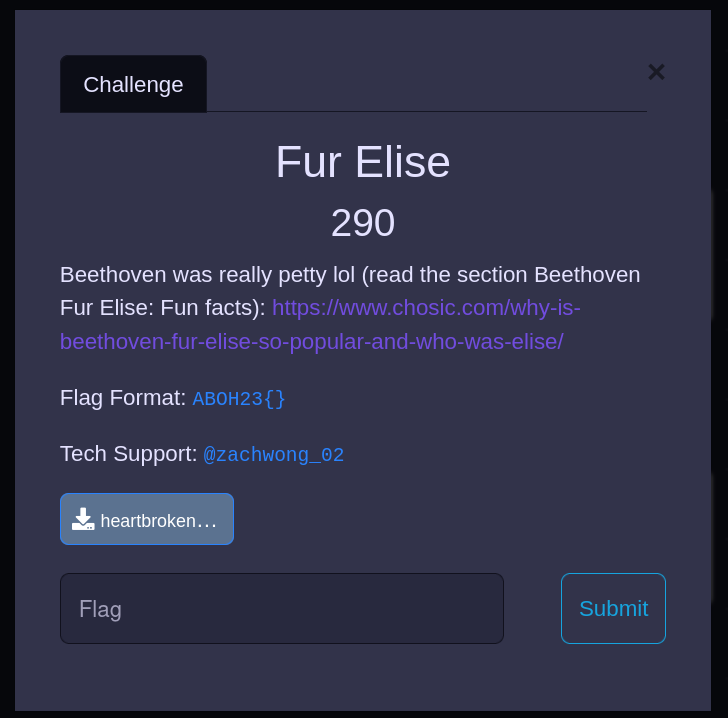 Challenge
×
Fur Elise
290
Beethoven was really petty lol (read the section Beethoven
Fur Elise: Fun facts): https://www.chosic.com/why-is-
beethoven-fur-elise-so-popular-and-who-was-elise/
Flag Format: ABOH23{}
Tech Support: @zachwong_02
heartbroken...
Flag
Submit